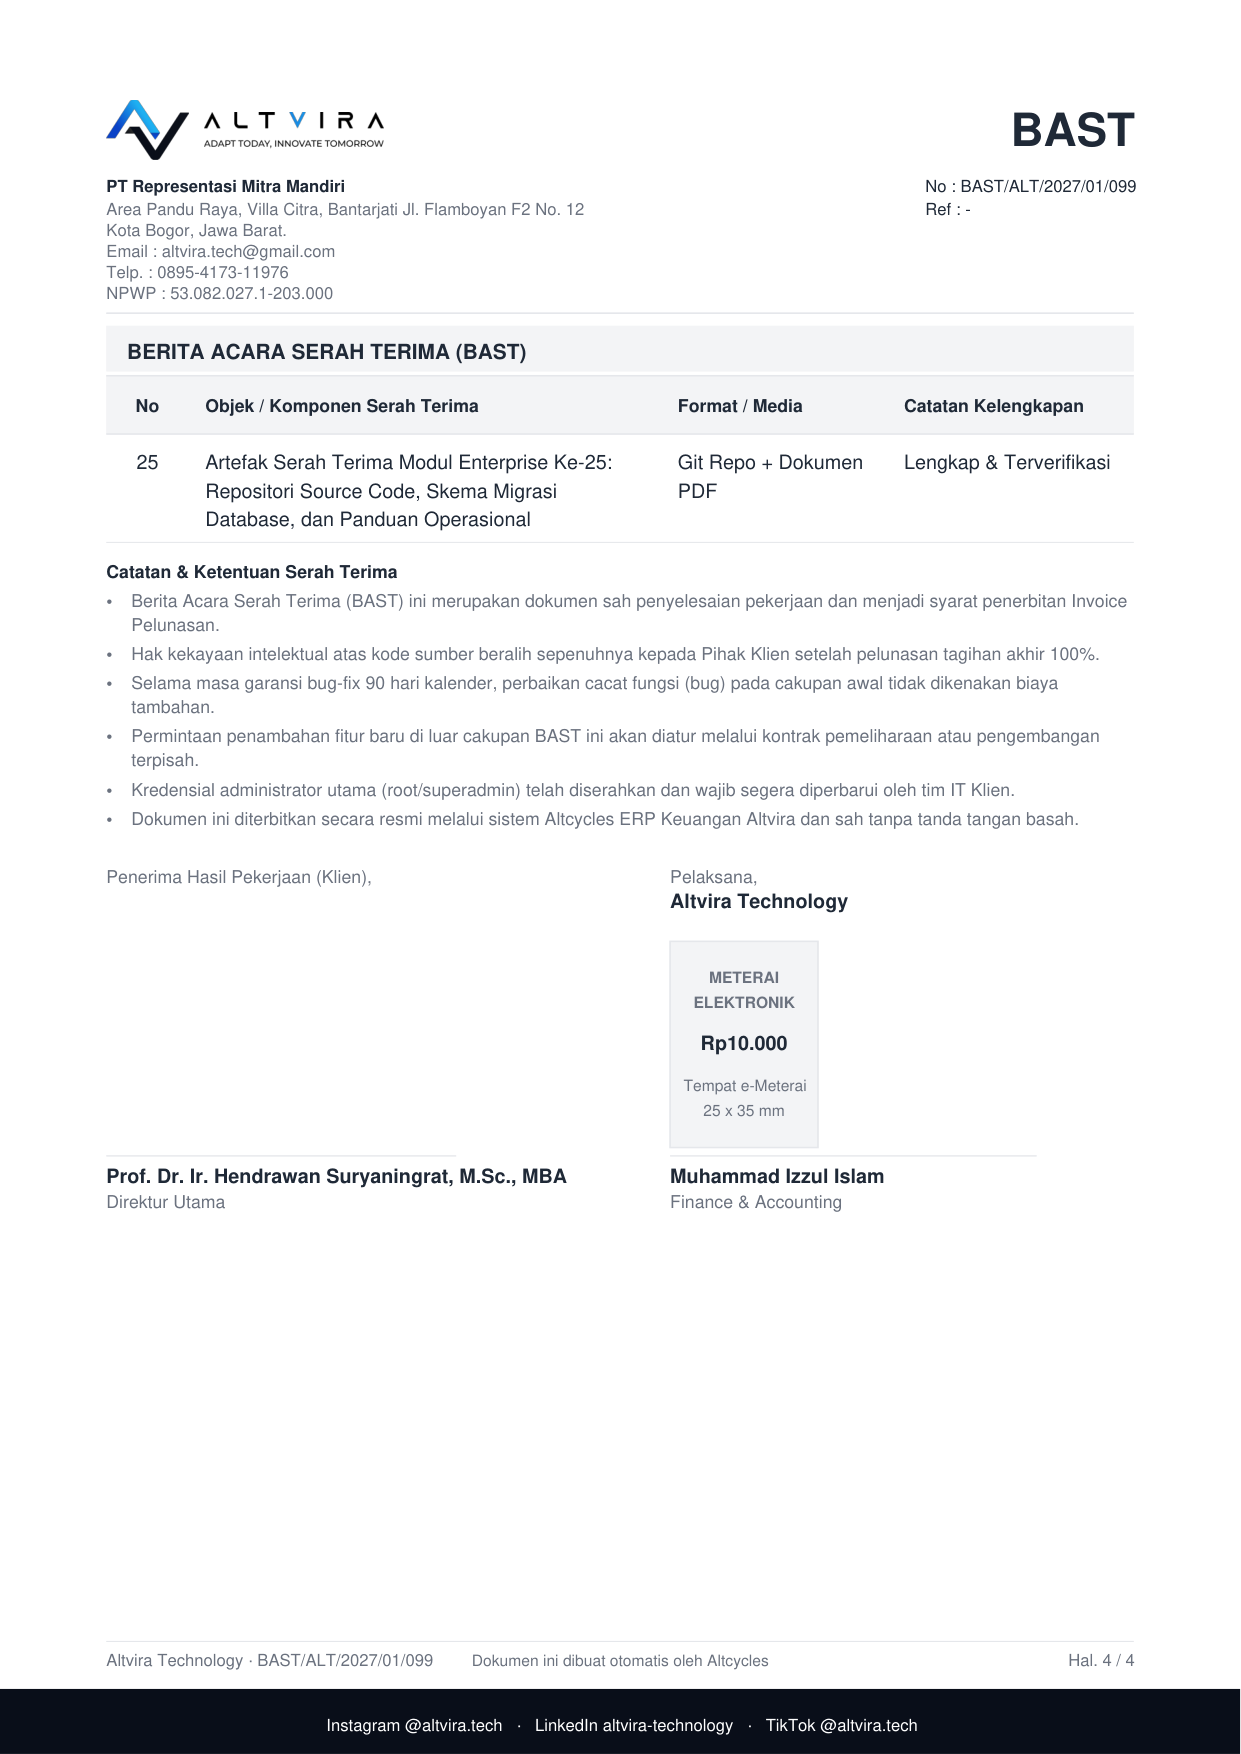 ALTVIRA
ADAPT TODAY, INNOVATE TOMORROW
BAST
PT Representasi Mitra Mandiri
Area Pandu Raya, Villa Citra, Bantarjati Jl. Flamboyan F2 No. 12
Kota Bogor, Jawa Barat.
Email : altvira.tech@gmail.com
Telp. : 0895-4173-11976
NPWP : 53.082.027.1-203.000
No : BAST/ALT/2027/01/099
Ref : -
BERITA ACARA SERAH TERIMA (BAST)
No Objek / Komponen Serah Terima Format / Media Catatan Kelengkapan
25 Artefak Serah Terima Modul Enterprise Ke-25: Git Repo + Dokumen Lengkap & Terverifikasi
Repositori Source Code, Skema Migrasi PDF
Database, dan Panduan Operasional
Catatan & Ketentuan Serah Terima
• Berita Acara Serah Terima (BAST) ini merupakan dokumen sah penyelesaian pekerjaan dan menjadi syarat penerbitan Invoice
Pelunasan.
• Hak kekayaan intelektual atas kode sumber beralih sepenuhnya kepada Pihak Klien setelah pelunasan tagihan akhir 100%.
• Selama masa garansi bug-fix 90 hari kalender, perbaikan cacat fungsi (bug) pada cakupan awal tidak dikenakan biaya
tambahan.
• Permintaan penambahan fitur baru di luar cakupan BAST ini akan diatur melalui kontrak pemeliharaan atau pengembangan
terpisah.
• Kredensial administrator utama (root/superadmin) telah diserahkan dan wajib segera diperbarui oleh tim IT Klien.
• Dokumen ini diterbitkan secara resmi melalui sistem Altcycles ERP Keuangan Altvira dan sah tanpa tanda tangan basah.
Penerima Hasil Pekerjaan (Klien),
Prof. Dr. Ir. Hendrawan Suryaningrat, M.Sc., MBA
Direktur Utama
Pelaksana,
Altvira Technology
METERAI
ELEKTRONIK
Rp10.000
Tempat e-Meterai
25 x 35 mm
Muhammad Izzul Islam
Finance & Accounting
Altvira Technology · BAST/ALT/2027/01/099 Dokumen ini dibuat otomatis oleh Altcycles Hal. 4 / 4
Instagram @altvira.tech · LinkedIn altvira-technology · TikTok @altvira.tech